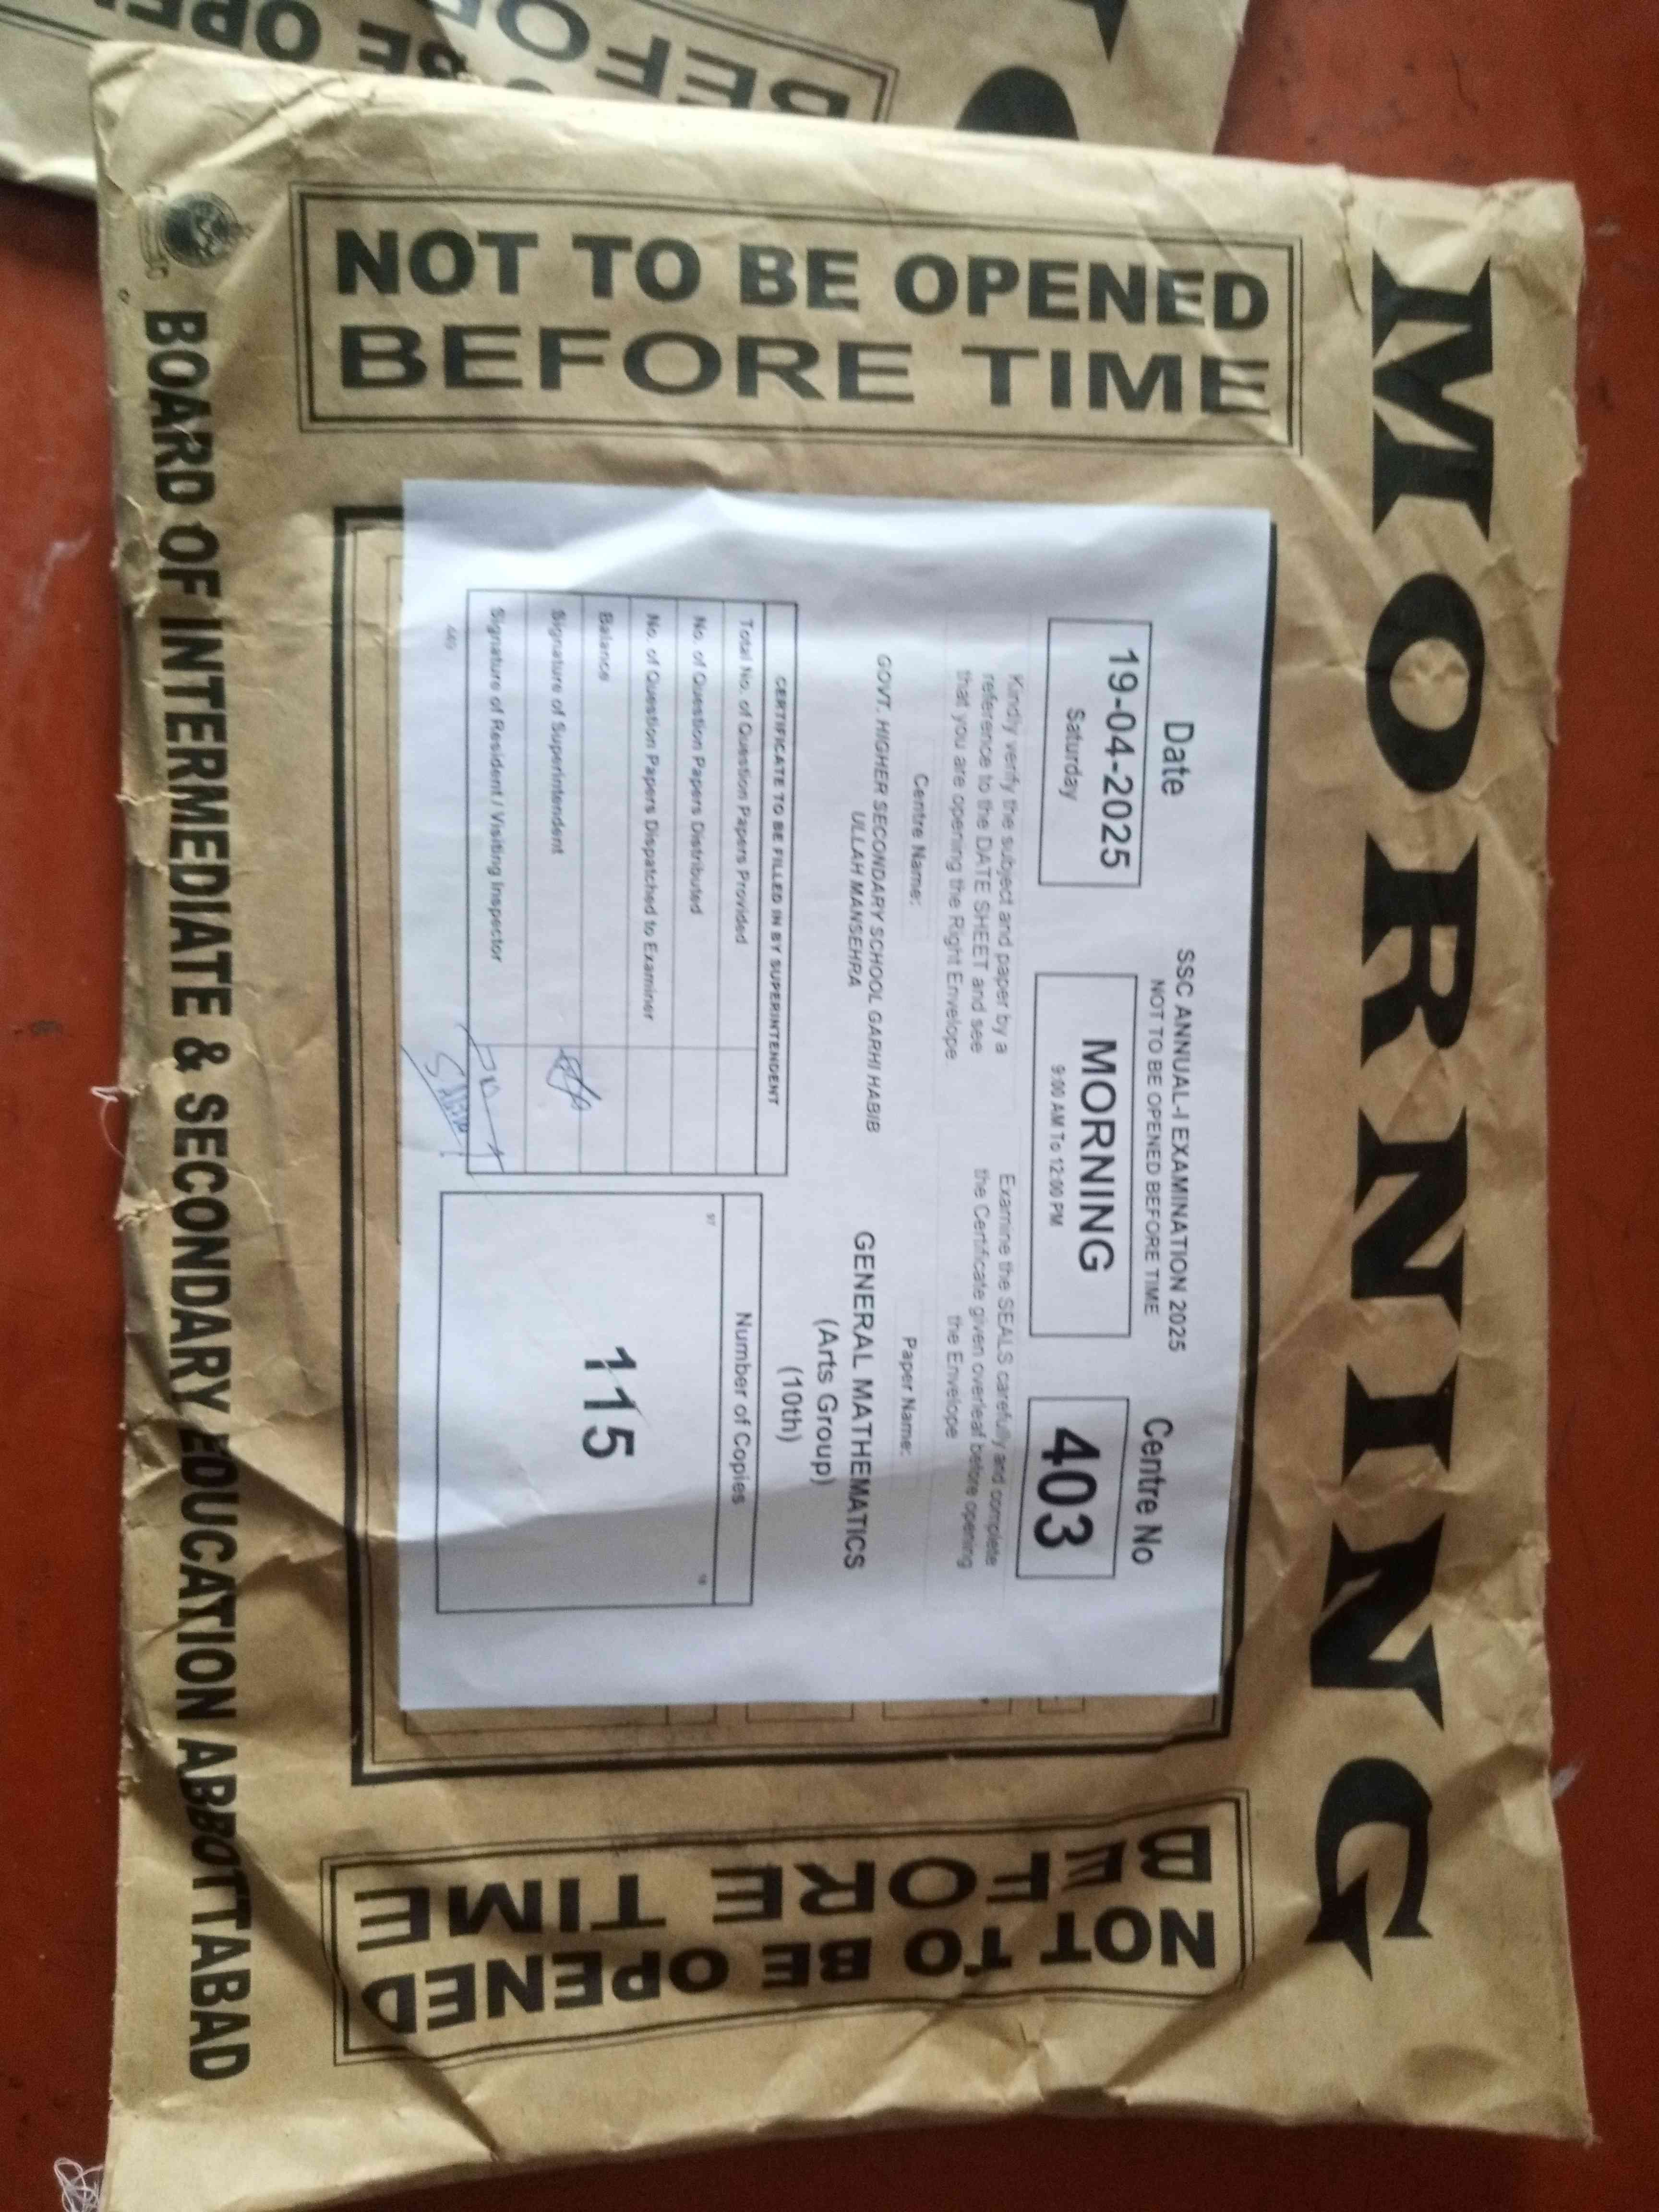 OPE
BE OPE
BEFO
MORNING
NOT TO BE OPENED
BEFORE TIME
SSC ANNUAL-I EXAMINATION 2025
NOT TO BE OPENED BEFORE TIME
Date
19-04-2025
Saturday
MORNING
9:00 AM To 12:00 PM
Centre No
403
Kindly verify the subject and paper by a
reference to the DATE SHEET and see
that you are opening the Right Envelope.
Examine the SEALS carefully and complete
the Certificate given overleaf before opening
the Envelope
Centre Name:
GOVT. HIGHER SECONDARY SCHOOL GARHI HABIB
ULLAH MANSEHRA
Paper Name:
GENERAL MATHEMATICS
(Arts Group)
(10th)
CERTIFICATE TO BE FILLED IN BY SUPERINTENDENT
Total No. of Question Papers Provided
No. of Question Papers Distributed
No. of Question Papers Dispatched to Examiner
Balance
Signature of Superintendent
Signature of Resident / Visiting Inspector
449
Number of Copies
97
18
115
NOT TO BE OPENED
BEFORE TIME
BOARD OF INTERMEDIATE & SECONDARY EDUCATION ABBOTTABAD